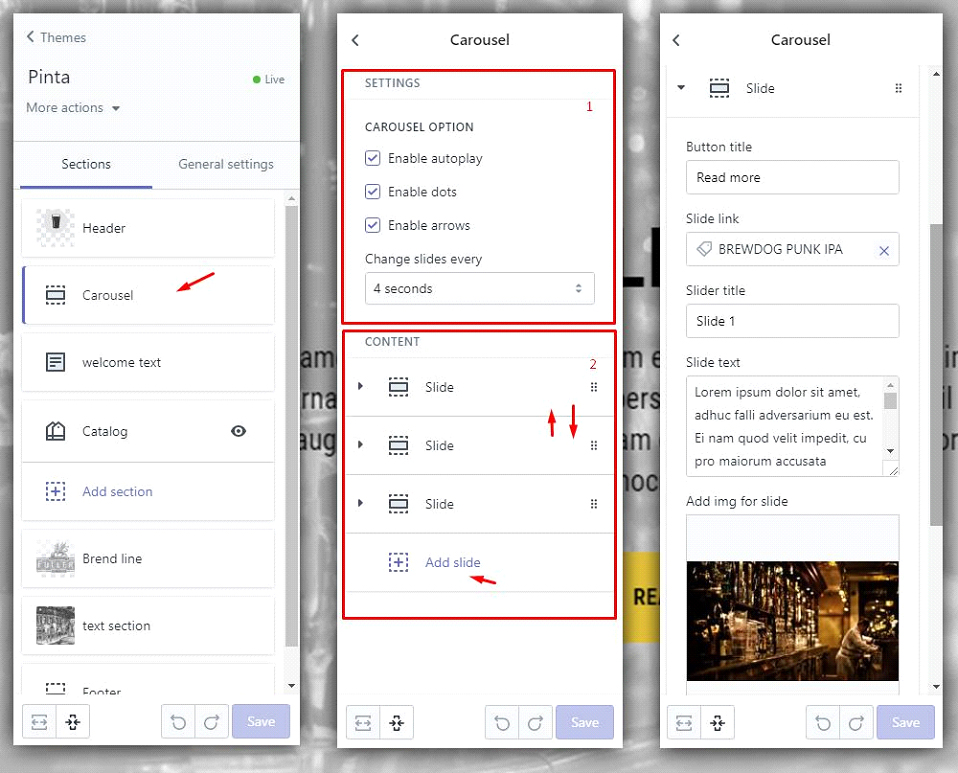 Themes
Pinta
Live
More actions
Sections
General settings
Header
Carousel
welcome text
Catalog
Add section
Brend line
text section
Footer
Save
Carousel
SETTINGS
1
CAROUSEL OPTION
Enable autoplay
Enable dots
Enable arrows
Change slides every
4 seconds
CONTENT
2
Slide
Slide
Slide
Add slide
Save
Carousel
Slide
Button title
Read more
Slide link
BREWDOG PUNK IPA
Slider title
Slide 1
Slide text
Lorem ipsum dolor sit amet,
adhuc falli adversarium eu est.
Ei nam quod velit impedit, cu
pro maiorum accusata
Add img for slide
Save